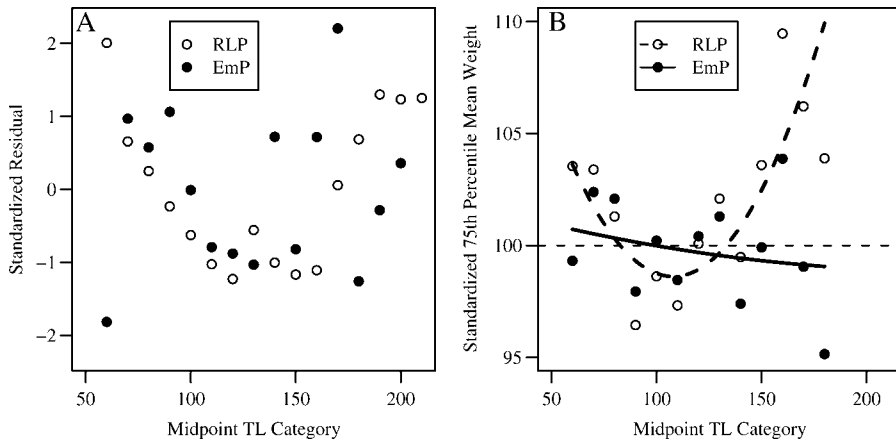 A
RLP
EmP
2
1
0
−1
−2
Standardized Residual
50
100
150
200
Midpoint TL Category
B
RLP
EmP
110
105
100
95
Standardized 75th Percentile Mean Weight
50
100
150
200
Midpoint TL Category